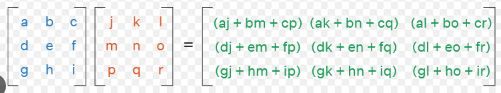 a b c j k l (aj + bm + cp) (ak + bn + cq) (al + bo + cr)
d e f m n o = (dj + em + fp) (dk + en + fq) (dl + eo + fr)
g h i p q r (gj + hm + ip) (gk + hn + iq) (gl + ho + ir)